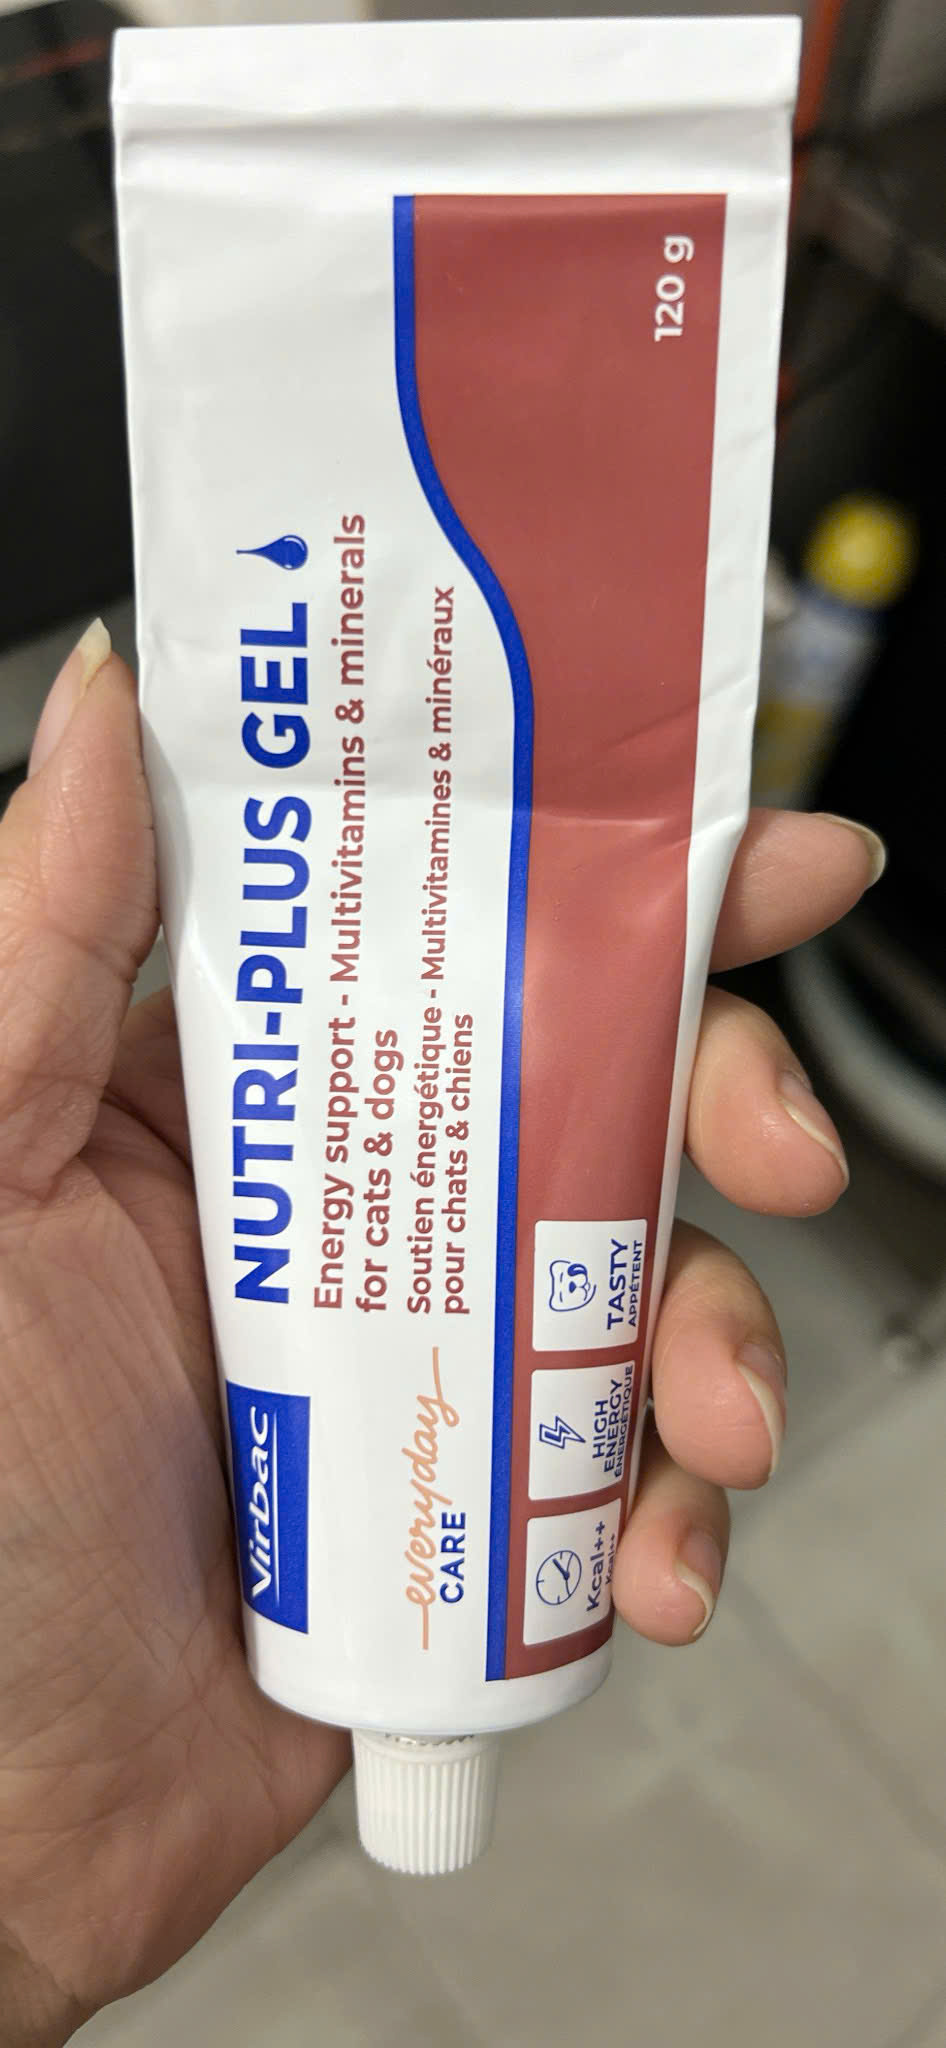 Virbac
NUTRI-PLUS GEL
Energy support - Multivitamins & minerals
for cats & dogs
Soutien énergétique - Multivitamines & minéraux
pour chats & chiens
everyday
CARE
Kcal++
Kcal++
HIGH
ENERGY
ÉNERGÉTIQUE
TASTY
APPÉTENT
120 g